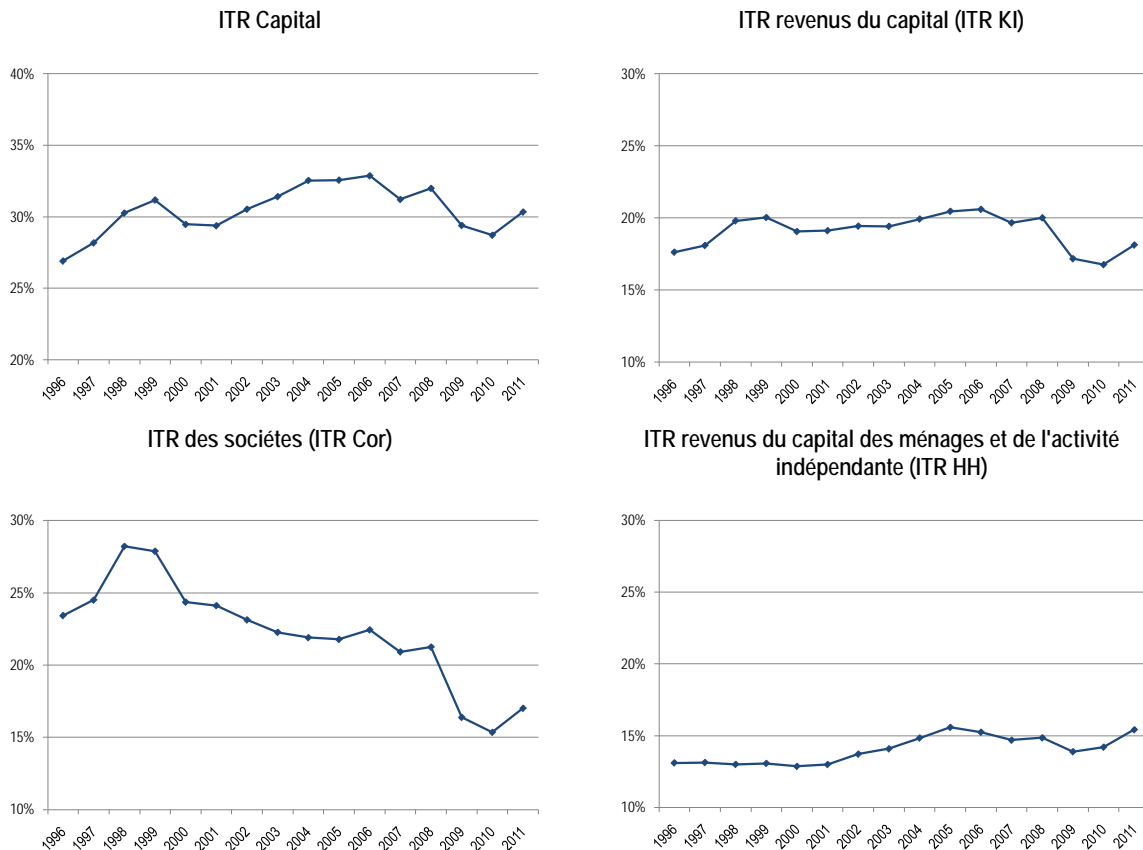 ITR Capital
40%
35%
30%
25%
20%
1996 1997 1998 1999 2000 2001 2002 2003 2004 2005 2006 2007 2008 2009 2010 2011
ITR revenus du capital (ITR KI)
30%
25%
20%
15%
10%
1996 1997 1998 1999 2000 2001 2002 2003 2004 2005 2006 2007 2008 2009 2010 2011
ITR des sociétes (ITR Cor)
30%
25%
20%
15%
10%
1996 1997 1998 1999 2000 2001 2002 2003 2004 2005 2006 2007 2008 2009 2010 2011
ITR revenus du capital des ménages et de l'activité
indépendante (ITR HH)
30%
25%
20%
15%
10%
1996 1997 1998 1999 2000 2001 2002 2003 2004 2005 2006 2007 2008 2009 2010 2011